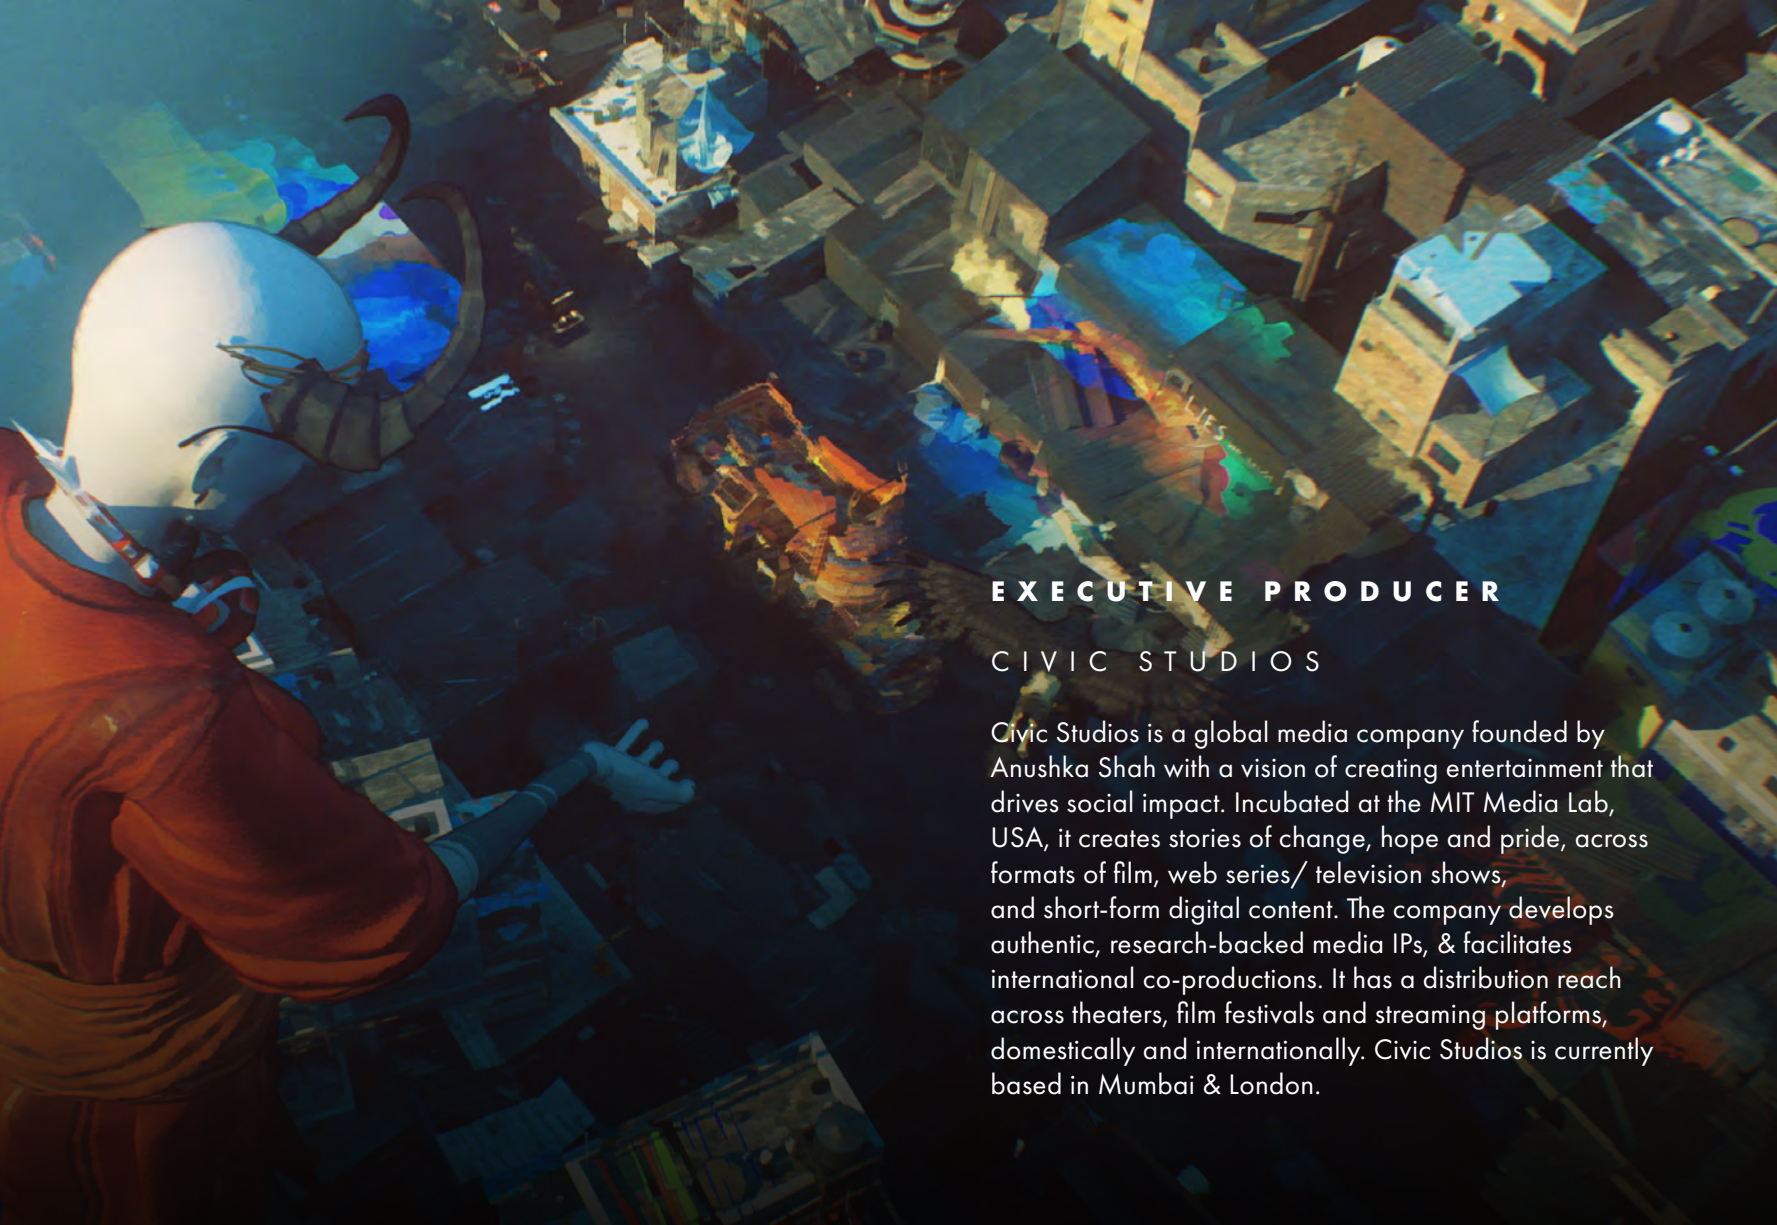 LIES
EXECUTIVE PRODUCER
CIVIC STUDIOS
Civic Studios is a global media company founded by
Anushka Shah with a vision of creating entertainment that
drives social impact. Incubated at the MIT Media Lab,
USA, it creates stories of change, hope and pride, across
formats of film, web series/ television shows,
and short-form digital content. The company develops
authentic, research-backed media IPs, & facilitates
international co-productions. It has a distribution reach
across theaters, film festivals and streaming platforms,
domestically and internationally. Civic Studios is currently
based in Mumbai & London.